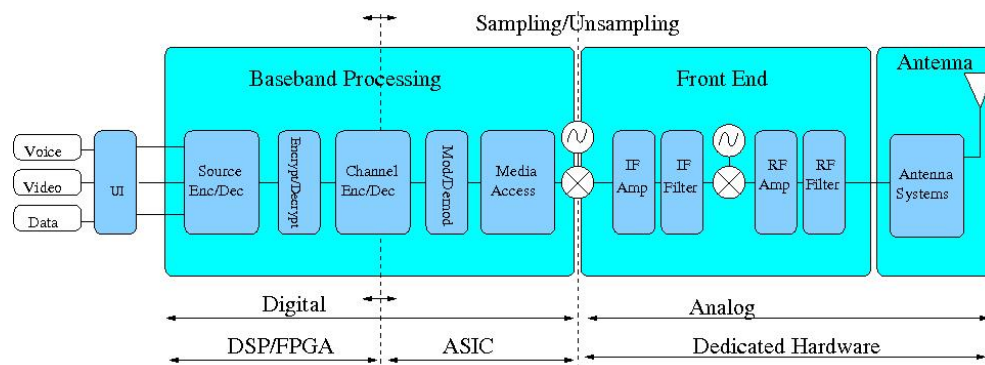 Sampling/Unsampling
Baseband Processing
Front End
Antenna
Voice
Video
Data
UI
Source
Enc/Dec
Encrypt/Decrypt
Channel
Enc/Dec
Mod/Demod
Media
Access
IF
Amp
IF
Filter
RF
Amp
RF
Filter
Antenna
Systems
Digital
Analog
DSP/FPGA
ASIC
Dedicated Hardware